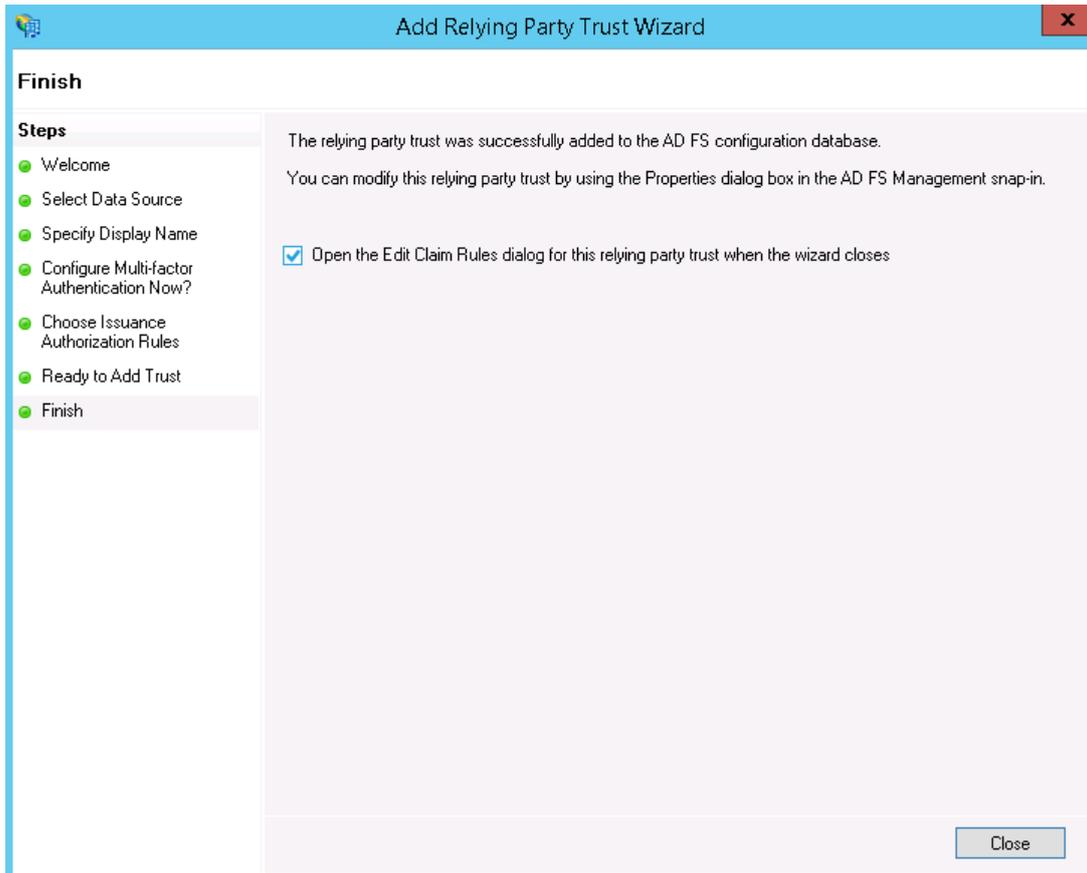 Add Relying Party Trust Wizard
x
Finish
Steps
Welcome
Select Data Source
Specify Display Name
Configure Multi-factor
Authentication Now?
Choose Issuance
Authorization Rules
Ready to Add Trust
Finish
The relying party trust was successfully added to the AD FS configuration database.
You can modify this relying party trust by using the Properties dialog box in the AD FS Management snap-in.
Open the Edit Claim Rules dialog for this relying party trust when the wizard closes
Close